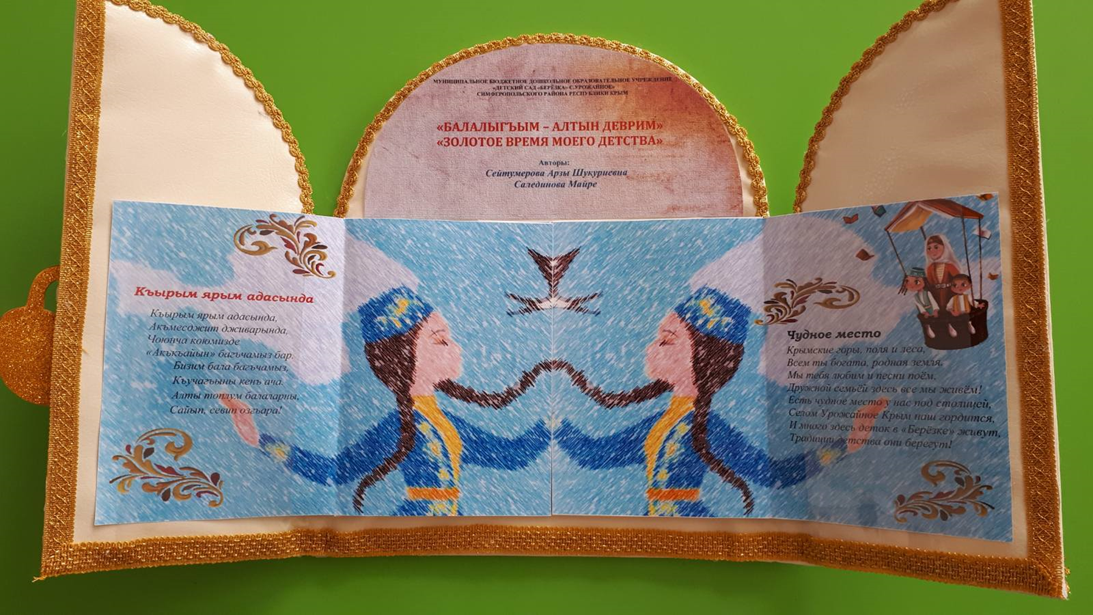 МУНИЦИПАЛЬНОЕ БЮДЖЕТНОЕ ДОШКОЛЬНОЕ ОБРАЗОВАТЕЛЬНОЕ УЧРЕЖДЕНИЕ
«ДЕТСКИЙ САД «БЕРЁЗКА» С.УРОЖАЙНОЕ»
СИМФЕРОПОЛЬСКОГО РАЙОНА РЕСПУБЛИКИ КРЫМ
«БАЛАЛЫГЪЫМ – АЛТЫН ДЕВРИМ»
«ЗОЛОТОЕ ВРЕМЯ МОЕГО ДЕТСТВА»
Авторы:
Сейтумерова Арзы Шукуриевна
Салединова Майре
Къырым ярым адасында
Къырым ярым адасында,
Акъмесджит дживарында,
Чоюнча коюмизде
«Акъкъайын» багъчамыз бар.
Бизим бала багъчамыз,
Къучагъыны кенъ ача.
Алты топлум балаларны,
Сайып, севип озгъара!
Чудное место
Крымские горы, поля и леса,
Всем ты богата, родная земля,
Мы тебя любим и песни поём,
Дружной семьёй здесь все мы живём!
Есть чудное место у нас под столицей,
Селом Урожайное Крым наш гордится,
И много здесь деток в «Берёзке» живут,
Традиции детства они берегут!